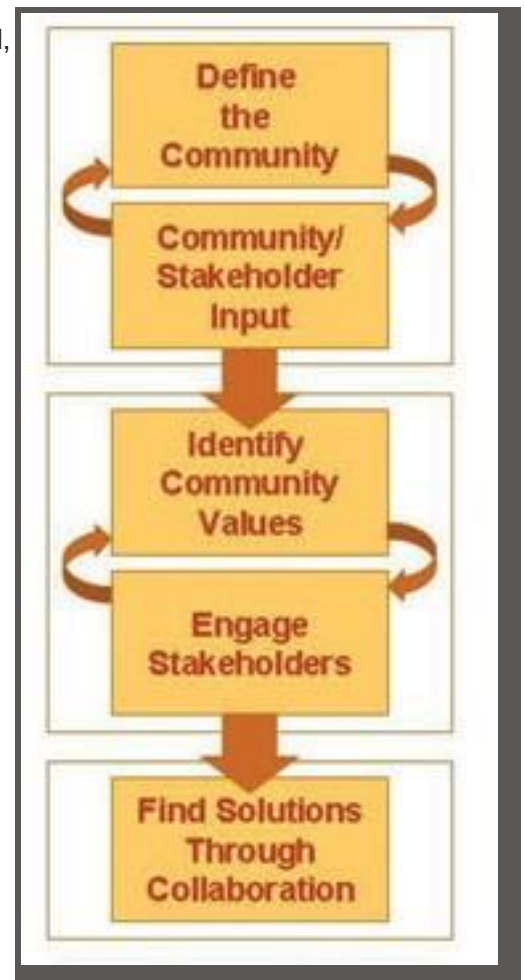 Define
the
Community
Community/
Stakeholder
Input
Identify
Community
Values
Engage
Stakeholders
Find Solutions
Through
Collaboration